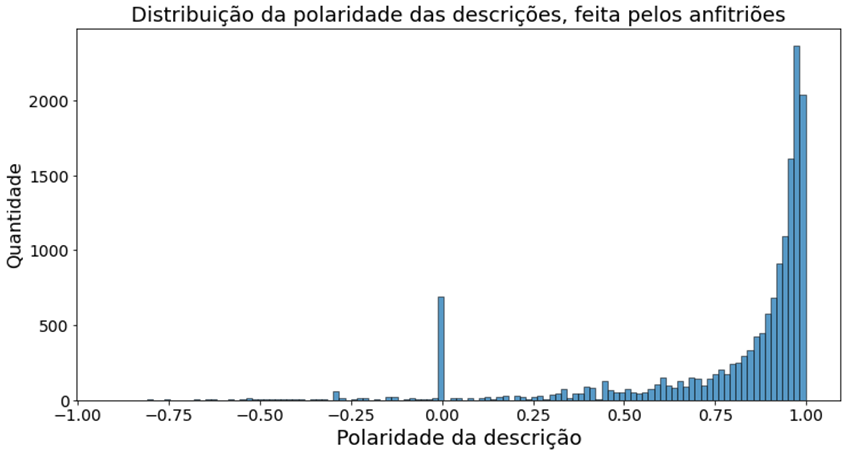 Distribuição da polaridade das descrições, feita pelos anfitriões
Quantidade
2000
1500
1000
500
0
−1.00 −0.75 −0.50 −0.25 0.00 0.25 0.50 0.75 1.00
Polaridade da descrição